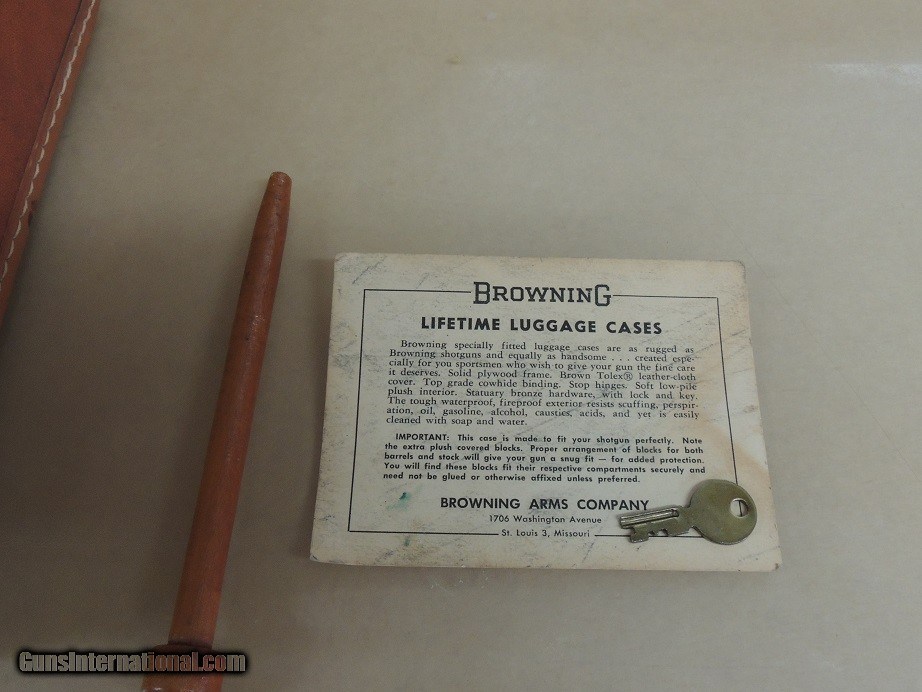 BROWNING
LIFETIME LUGGAGE CASES
Browning specially fitted luggage cases are as rugged as
Browning shotguns and equally as handsome . . . created espe-
cially for you sportsmen who wish to give your gun the fine care
it deserves. Solid plywood frame. Brown Tolex® leather-cloth
cover. Top grade cowhide binding. Stop hinges. Soft low-pile
plush interior. Statuary bronze hardware, with lock and key.
The tough waterproof, fireproof exterior resists scuffing, perspir-
ation, oil, gasoline, alcohol, caustics, acids, and yet is easily
cleaned with soap and water.
IMPORTANT: This case is made to fit your shotgun perfectly. Note
the extra plush covered blocks. Proper arrangement of blocks for both
barrels and stock will give your gun a snug fit — for added protection.
You will find these blocks fit their respective compartments securely and
need not be glued or otherwise affixed unless preferred.
BROWNING ARMS COMPANY
1706 Washington Avenue
St. Louis 3, Missouri
GunsInternational.com